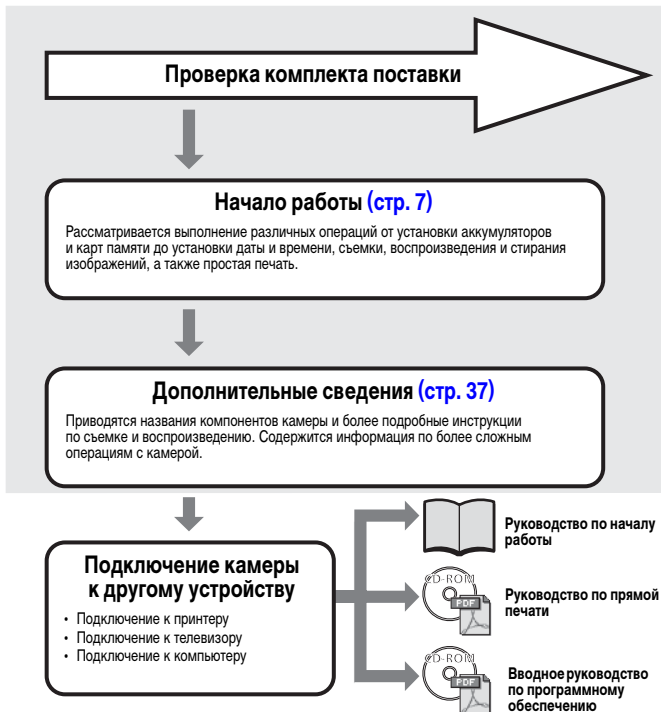 Проверка комплекта поставки
Начало работы (стр. 7)
Рассматривается выполнение различных операций от установки аккумуляторов
и карт памяти до установки даты и времени, съемки, воспроизведения и стирания
изображений, а также простая печать.
Дополнительные сведения (стр. 37)
Приводятся названия компонентов камеры и более подробные инструкции
по съемке и воспроизведению. Содержится информация по более сложным
операциям с камерой.
Подключение камеры
к другому устройству
• Подключение к принтеру
• Подключение к телевизору
• Подключение к компьютеру
Руководство по началу
работы
CD-ROM
PDF
Руководство по прямой
печати
CD-ROM
PDF
Вводное руководство
по программному
обеспечению